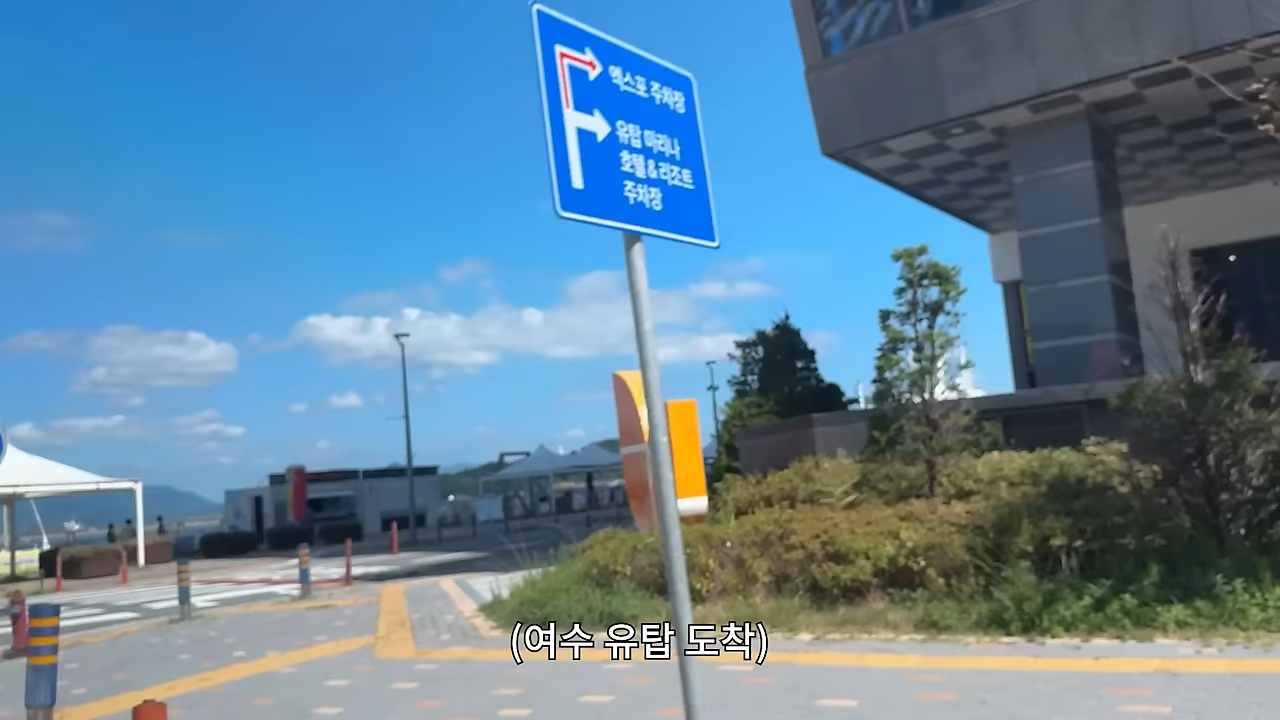 엑스포 주차장
유탑 마리나
호텔&리조트
주차장
(여수 유탑 도착)